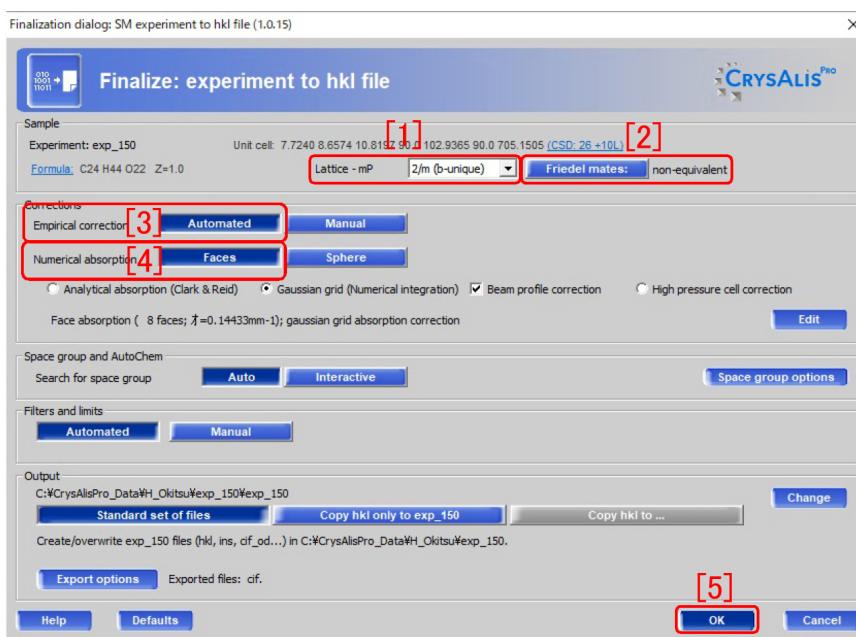 Finalization dialog: SM experiment to hkl file (1.0.15)
Finalize: experiment to hkl file
CRYSALIS PRO
Sample
[1]
[2]
Experiment: exp_150 Unit cell: 7.7240 8.6574 10.8197 90.0 102.9365 90.0 705.1505 (CSD: 26 +10L)
Formula: C24 H44 O22 Z=1.0 Lattice - mP 2/m (b-unique) Friedel mates: non-equivalent
Corrections
Empirical correction [3] Automated Manual
Numerical absorption [4] Faces Sphere
Analytical absorption (Clark & Reid) Gaussian grid (Numerical integration) Beam profile correction High pressure cell correction
Face absorption ( 8 faces; オ=0.14433mm-1); gaussian grid absorption correction Edit
Space group and AutoChem
Search for space group Auto Interactive Space group options
Filters and limits
Automated Manual
Output
C:¥CrysAlisPro_Data¥H_Okitsu¥exp_150¥exp_150 Change
Standard set of files Copy hkl only to exp_150 Copy hkl to ...
Create/overwrite exp_150 files (hkl, ins, cif_od...) in C:¥CrysAlisPro_Data¥H_Okitsu¥exp_150.
Export options Exported files: cif.
[5]
Help Defaults OK Cancel